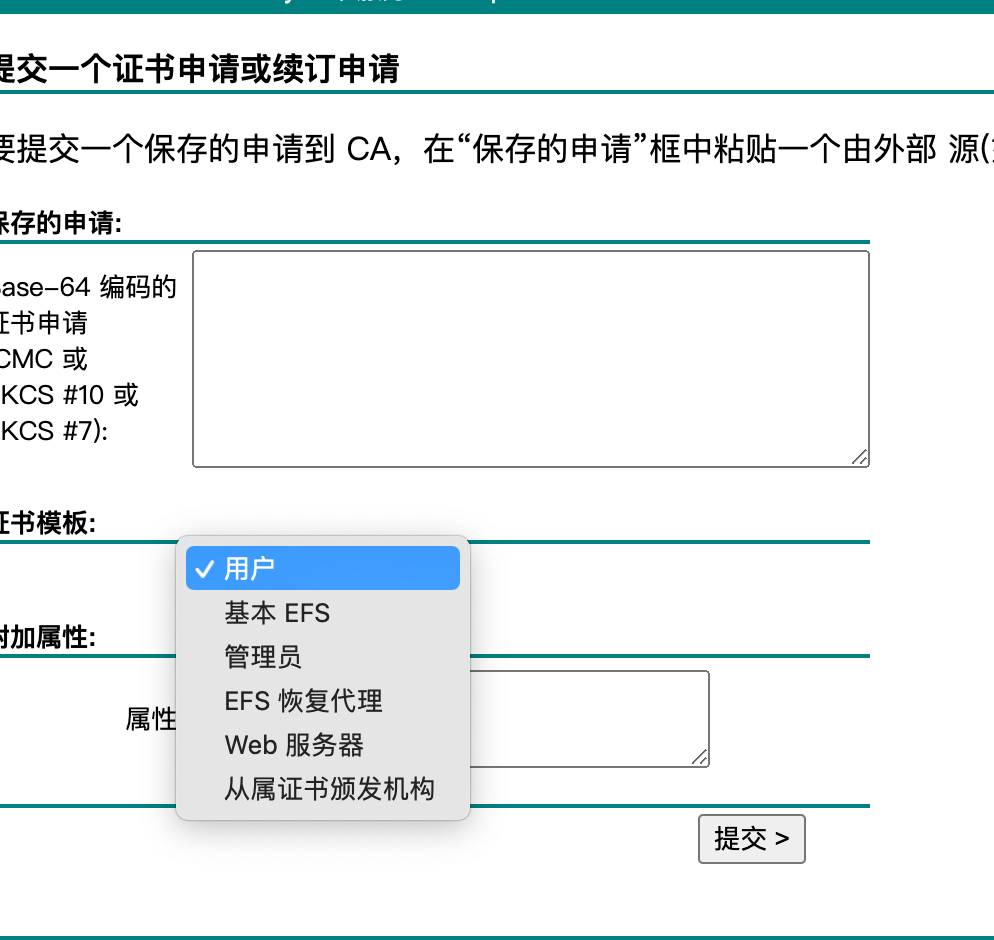 提交一个证书申请或续订申请
要提交一个保存的申请到 CA，在“保存的申请”框中粘贴一个由外部 源(
保存的申请:
Base-64 编码的
证书申请
CMC 或
PKCS #10 或
PKCS #7):
证书模板:
用户
基本 EFS
管理员
EFS 恢复代理
Web 服务器
从属证书颁发机构
附加属性:
属性
提交 >